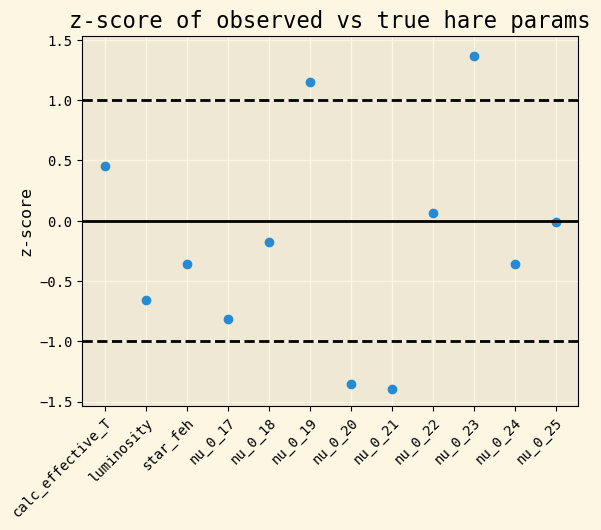 z-score of observed vs true hare params
z-score
1.5
1.0
0.5
0.0
−0.5
−1.0
−1.5
calc_effective_T
luminosity
star_feh
nu_0_17
nu_0_18
nu_0_19
nu_0_20
nu_0_21
nu_0_22
nu_0_23
nu_0_24
nu_0_25